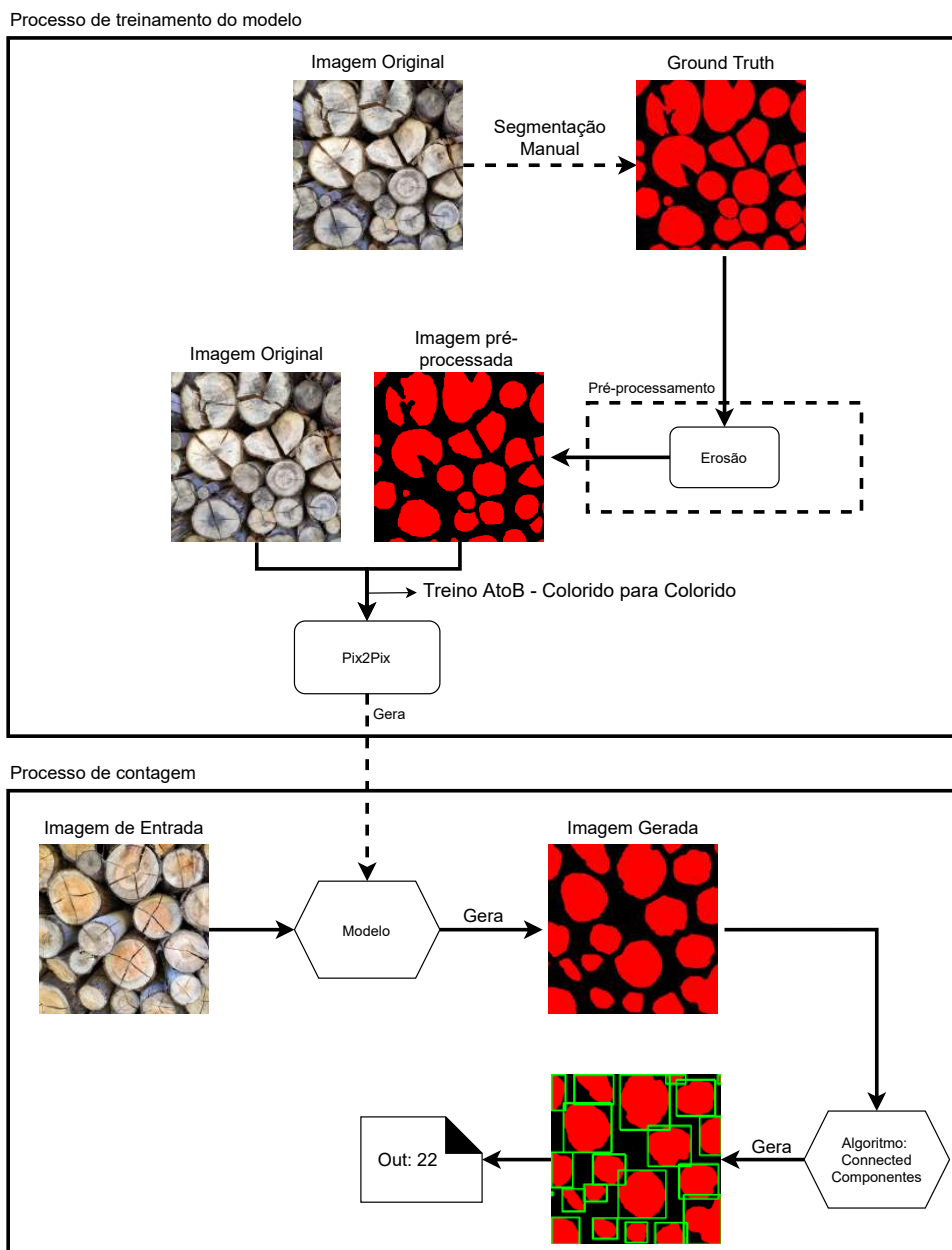 Processo de treinamento do modelo
Imagem Original
Ground Truth
Segmentação
Manual
Imagem Original
Imagem pré-
processada
Pré-processamento
Erosão
Treino AtoB - Colorido para Colorido
Pix2Pix
Gera
Processo de contagem
Imagem de Entrada
Imagem Gerada
Modelo
Gera
Out: 22
Gera
Algoritmo:
Connected
Componentes